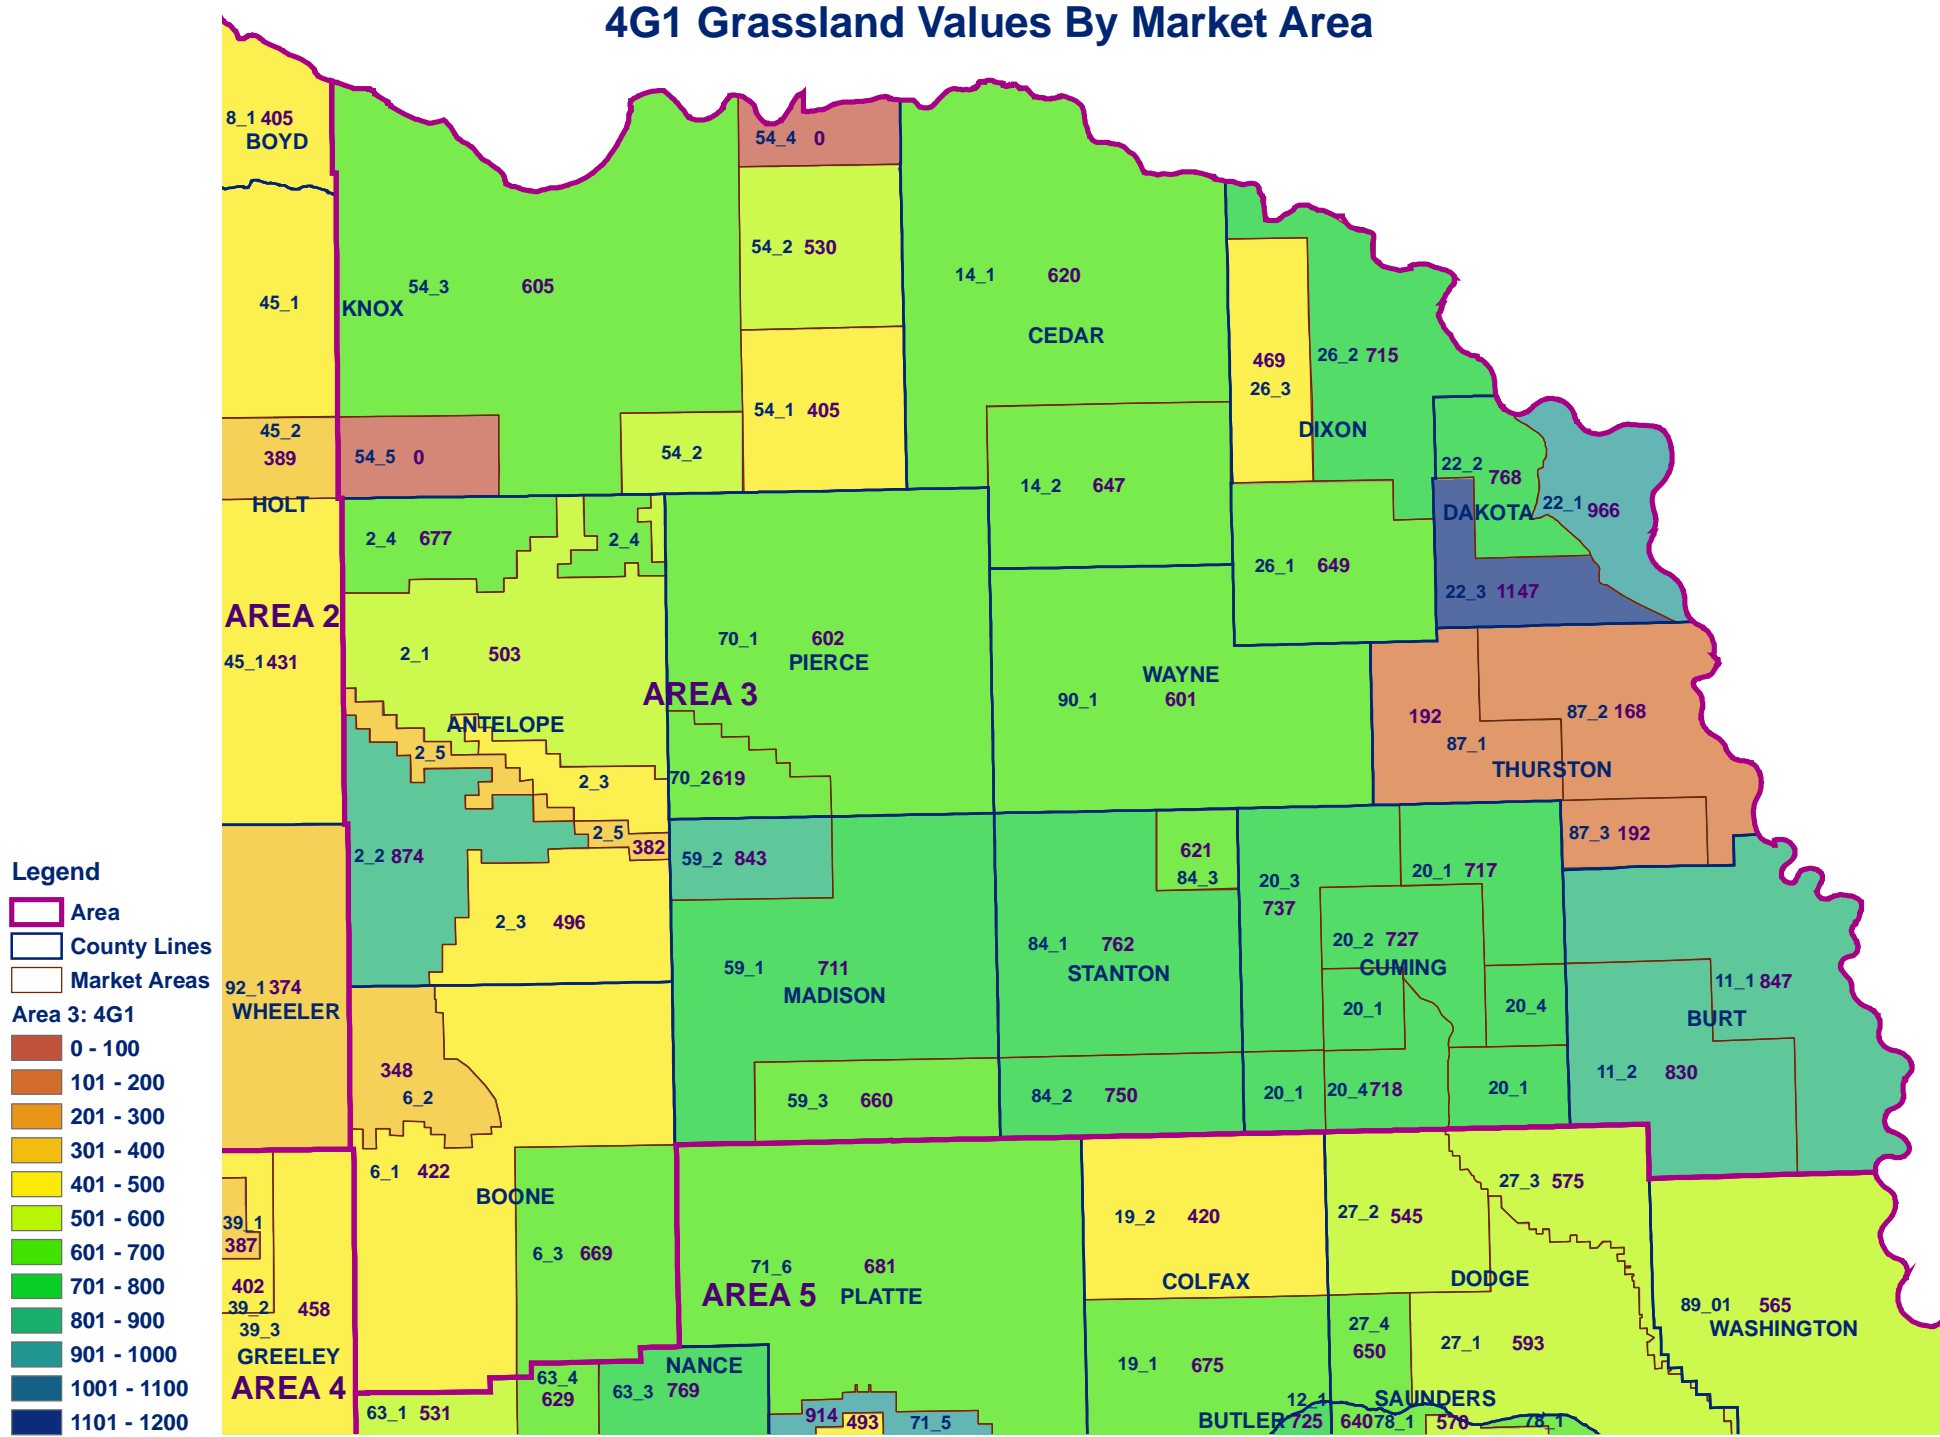 4G1 Grassland Values By Market Area
8_1 405
BOYD
54_4 0
54_2 530
14_1 620
54_3 605
45_1
KNOX
CEDAR
26_2 715
469
26_3
54_1 405
DIXON
45_2
389
54_5 0
54_2
22_2 768
14_2 647
HOLT
DAKOTA
22_1 966
2_4 677
2_4
26_1 649
22_3 1147
AREA 2
70_1 602
PIERCE
2_1 503
45_1 431
WAYNE
AREA 3
90_1 601
192
87_2 168
ANTELOPE
87_1
2_5
THURSTON
2_3
70_2 619
2_5
382
87_3 192
2_2 874
59_2 843
621
84_3
20_3
737
20_1 717
Legend
Area
County Lines
Market Areas
Area 3: 4G1
0 - 100
101 - 200
201 - 300
301 - 400
401 - 500
501 - 600
601 - 700
701 - 800
801 - 900
901 - 1000
1001 - 1100
1101 - 1200
2_3 496
84_1 762
STANTON
20_2 727
CUMING
59_1 711
MADISON
92_1 374
WHEELER
11_1 847
BURT
20_1
20_4
348
6_2
59_3 660
84_2 750
20_1
20_4 718
20_1
11_2 830
6_1 422
BOONE
27_3 575
39_1
387
19_2 420
27_2 545
6_3 669
71_6 681
COLFAX
DODGE
402
39_2
458
39_3
AREA 5
PLATTE
89_01 565
WASHINGTON
27_4
650
27_1 593
GREELEY
NANCE
19_1 675
AREA 4
63_4
629
63_3 769
12_1
SAUNDERS
63_1 531
914
493
71_5
BUTLER
725
640
78_1
570
78_1